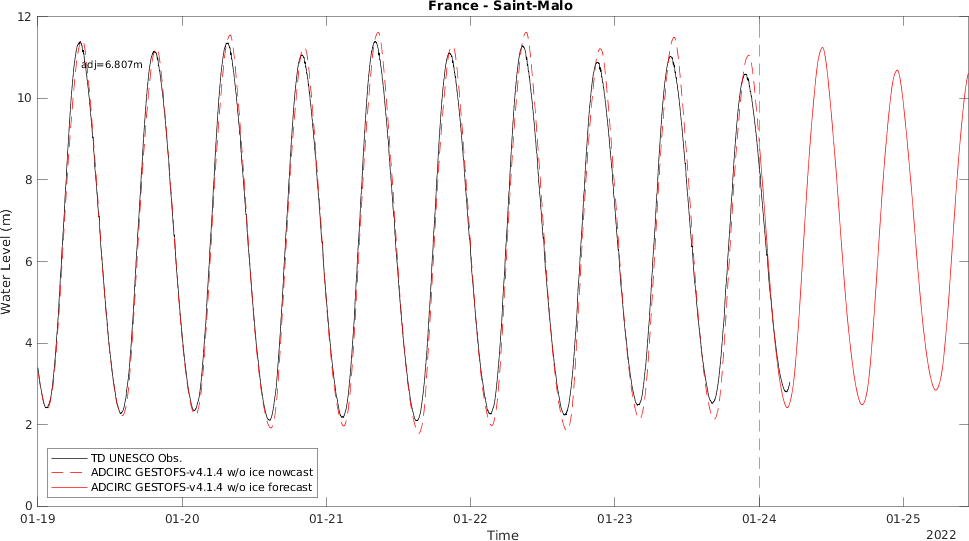 France - Saint-Malo
12
adj=6.807m
10
8
6
4
2
0
Water Level (m)
TD UNESCO Obs.
ADCIRC GESTOFS-v4.1.4 w/o ice nowcast
ADCIRC GESTOFS-v4.1.4 w/o ice forecast
01-19 01-20 01-21 01-22 01-23 01-24 01-25
Time
2022